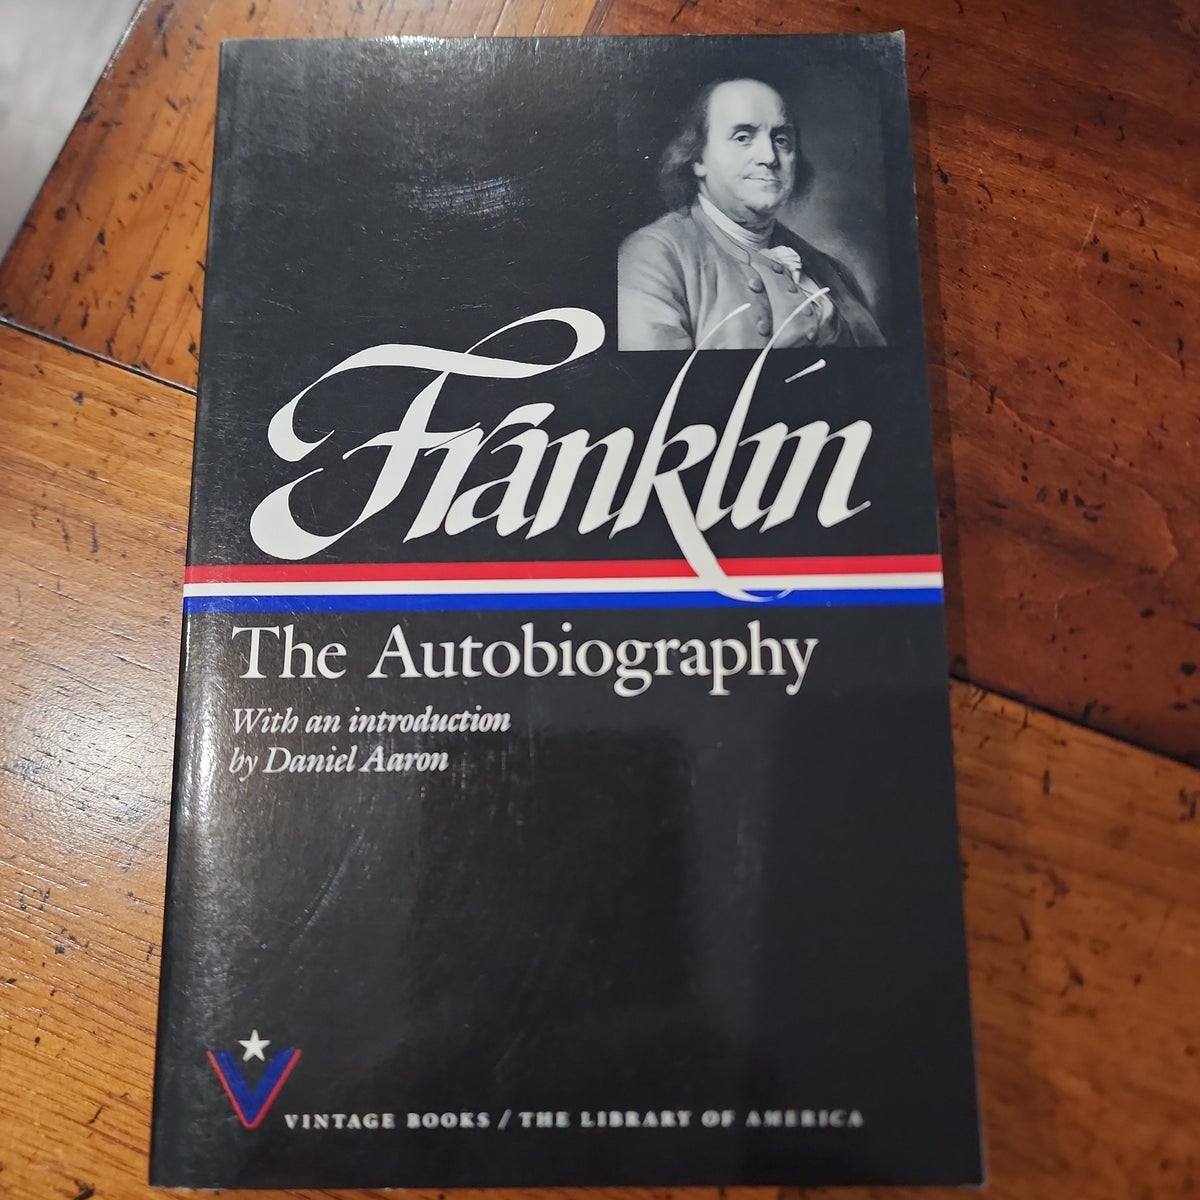 Franklin
The Autobiography
With an introduction
by Daniel Aaron
VINTAGE BOOKS / THE LIBRARY OF AMERICA